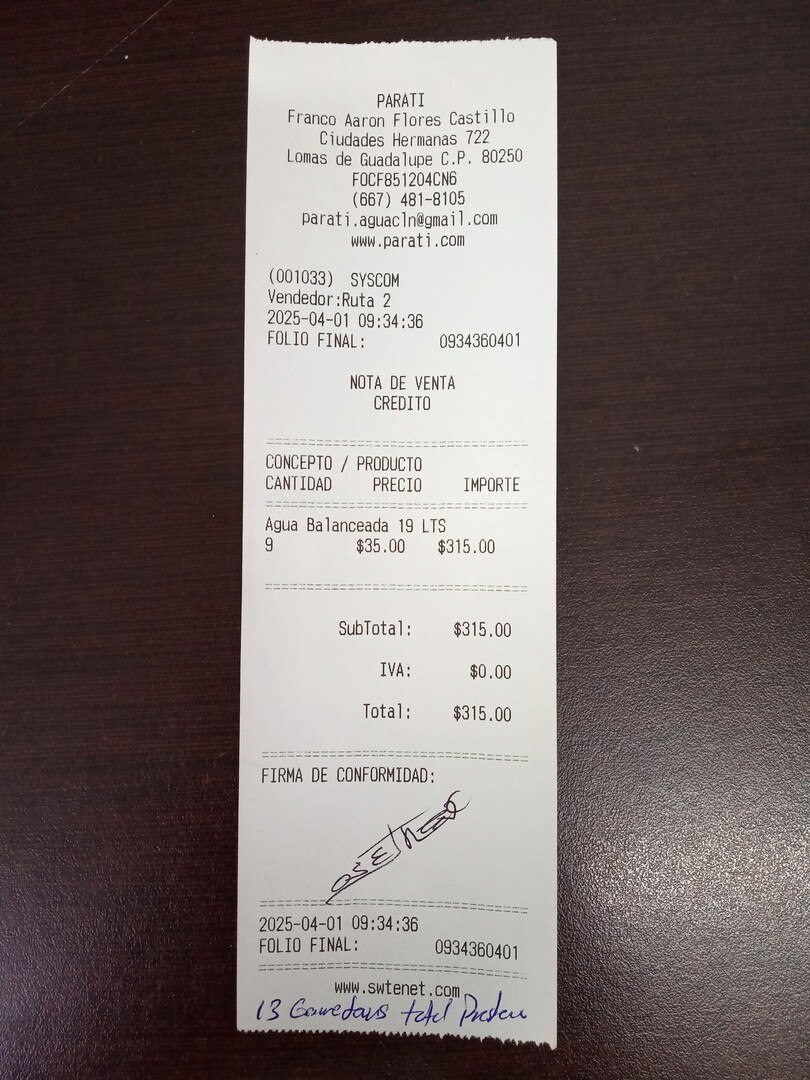 PARATI
Franco Aaron Flores Castillo
Ciudades Hermanas 722
Lomas de Guadalupe C.P. 80250
FOCF851204CN6
(667) 481-8105
parati.aguacln@gmail.com
www.parati.com
(001033) SYSCOM
Vendedor:Ruta 2
2025-04-01 09:34:36
FOLIO FINAL: 0934360401
NOTA DE VENTA
CREDITO
CONCEPTO / PRODUCTO
CANTIDAD PRECIO IMPORTE
Agua Balanceada 19 LTS
9 $35.00 $315.00
SubTotal: $315.00
IVA: $0.00
Total: $315.00
FIRMA DE CONFORMIDAD:
2025-04-01 09:34:36
FOLIO FINAL: 0934360401
www.swtenet.com
13